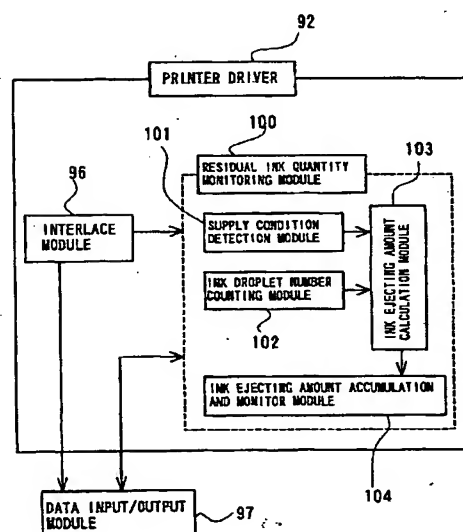 92
PRINTER DRIVER
101
100
103
RESIDUAL INK QUANTITY
MONITORING MODULE
96
INTERLACE
MODULE
SUPPLY CONDITION
DETECTION MODULE
INK DROPLET NUMBER
COUNTING MODULE
102
INK EJECTING AMOUNT
CALCULATION MODULE
INK EJECTING AMOUNT ACCUMULATION
AND MONITOR MODULE
104
DATA INPUT/OUTPUT
MODULE
97